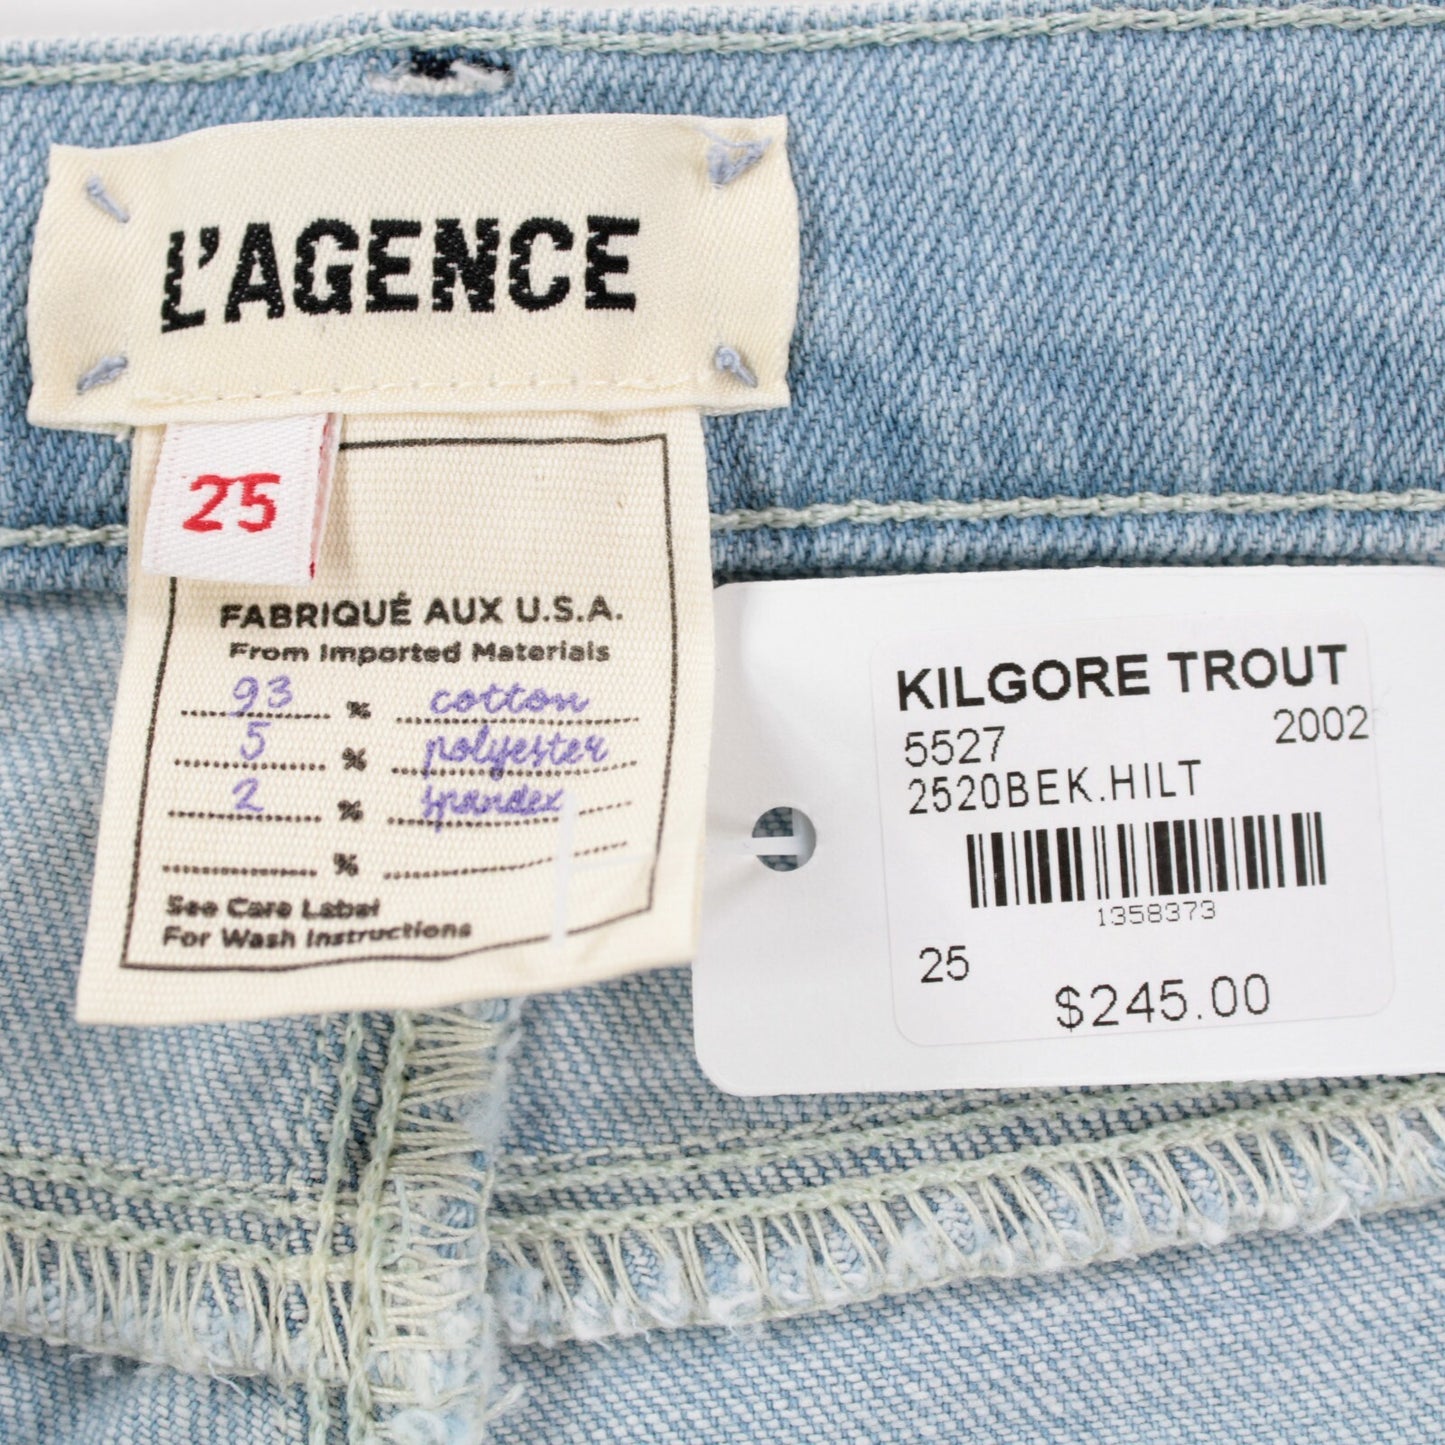 L'AGENCE
25
FABRIQUÉ AUX U.S.A.
From Imported Materials
93 % cotton
5 % polyester
2 % spandex
%
See Care Label
For Wash Instructions
KILGORE TROUT
5527 2002
2520BEK.HILT
1358373
25
$245.00